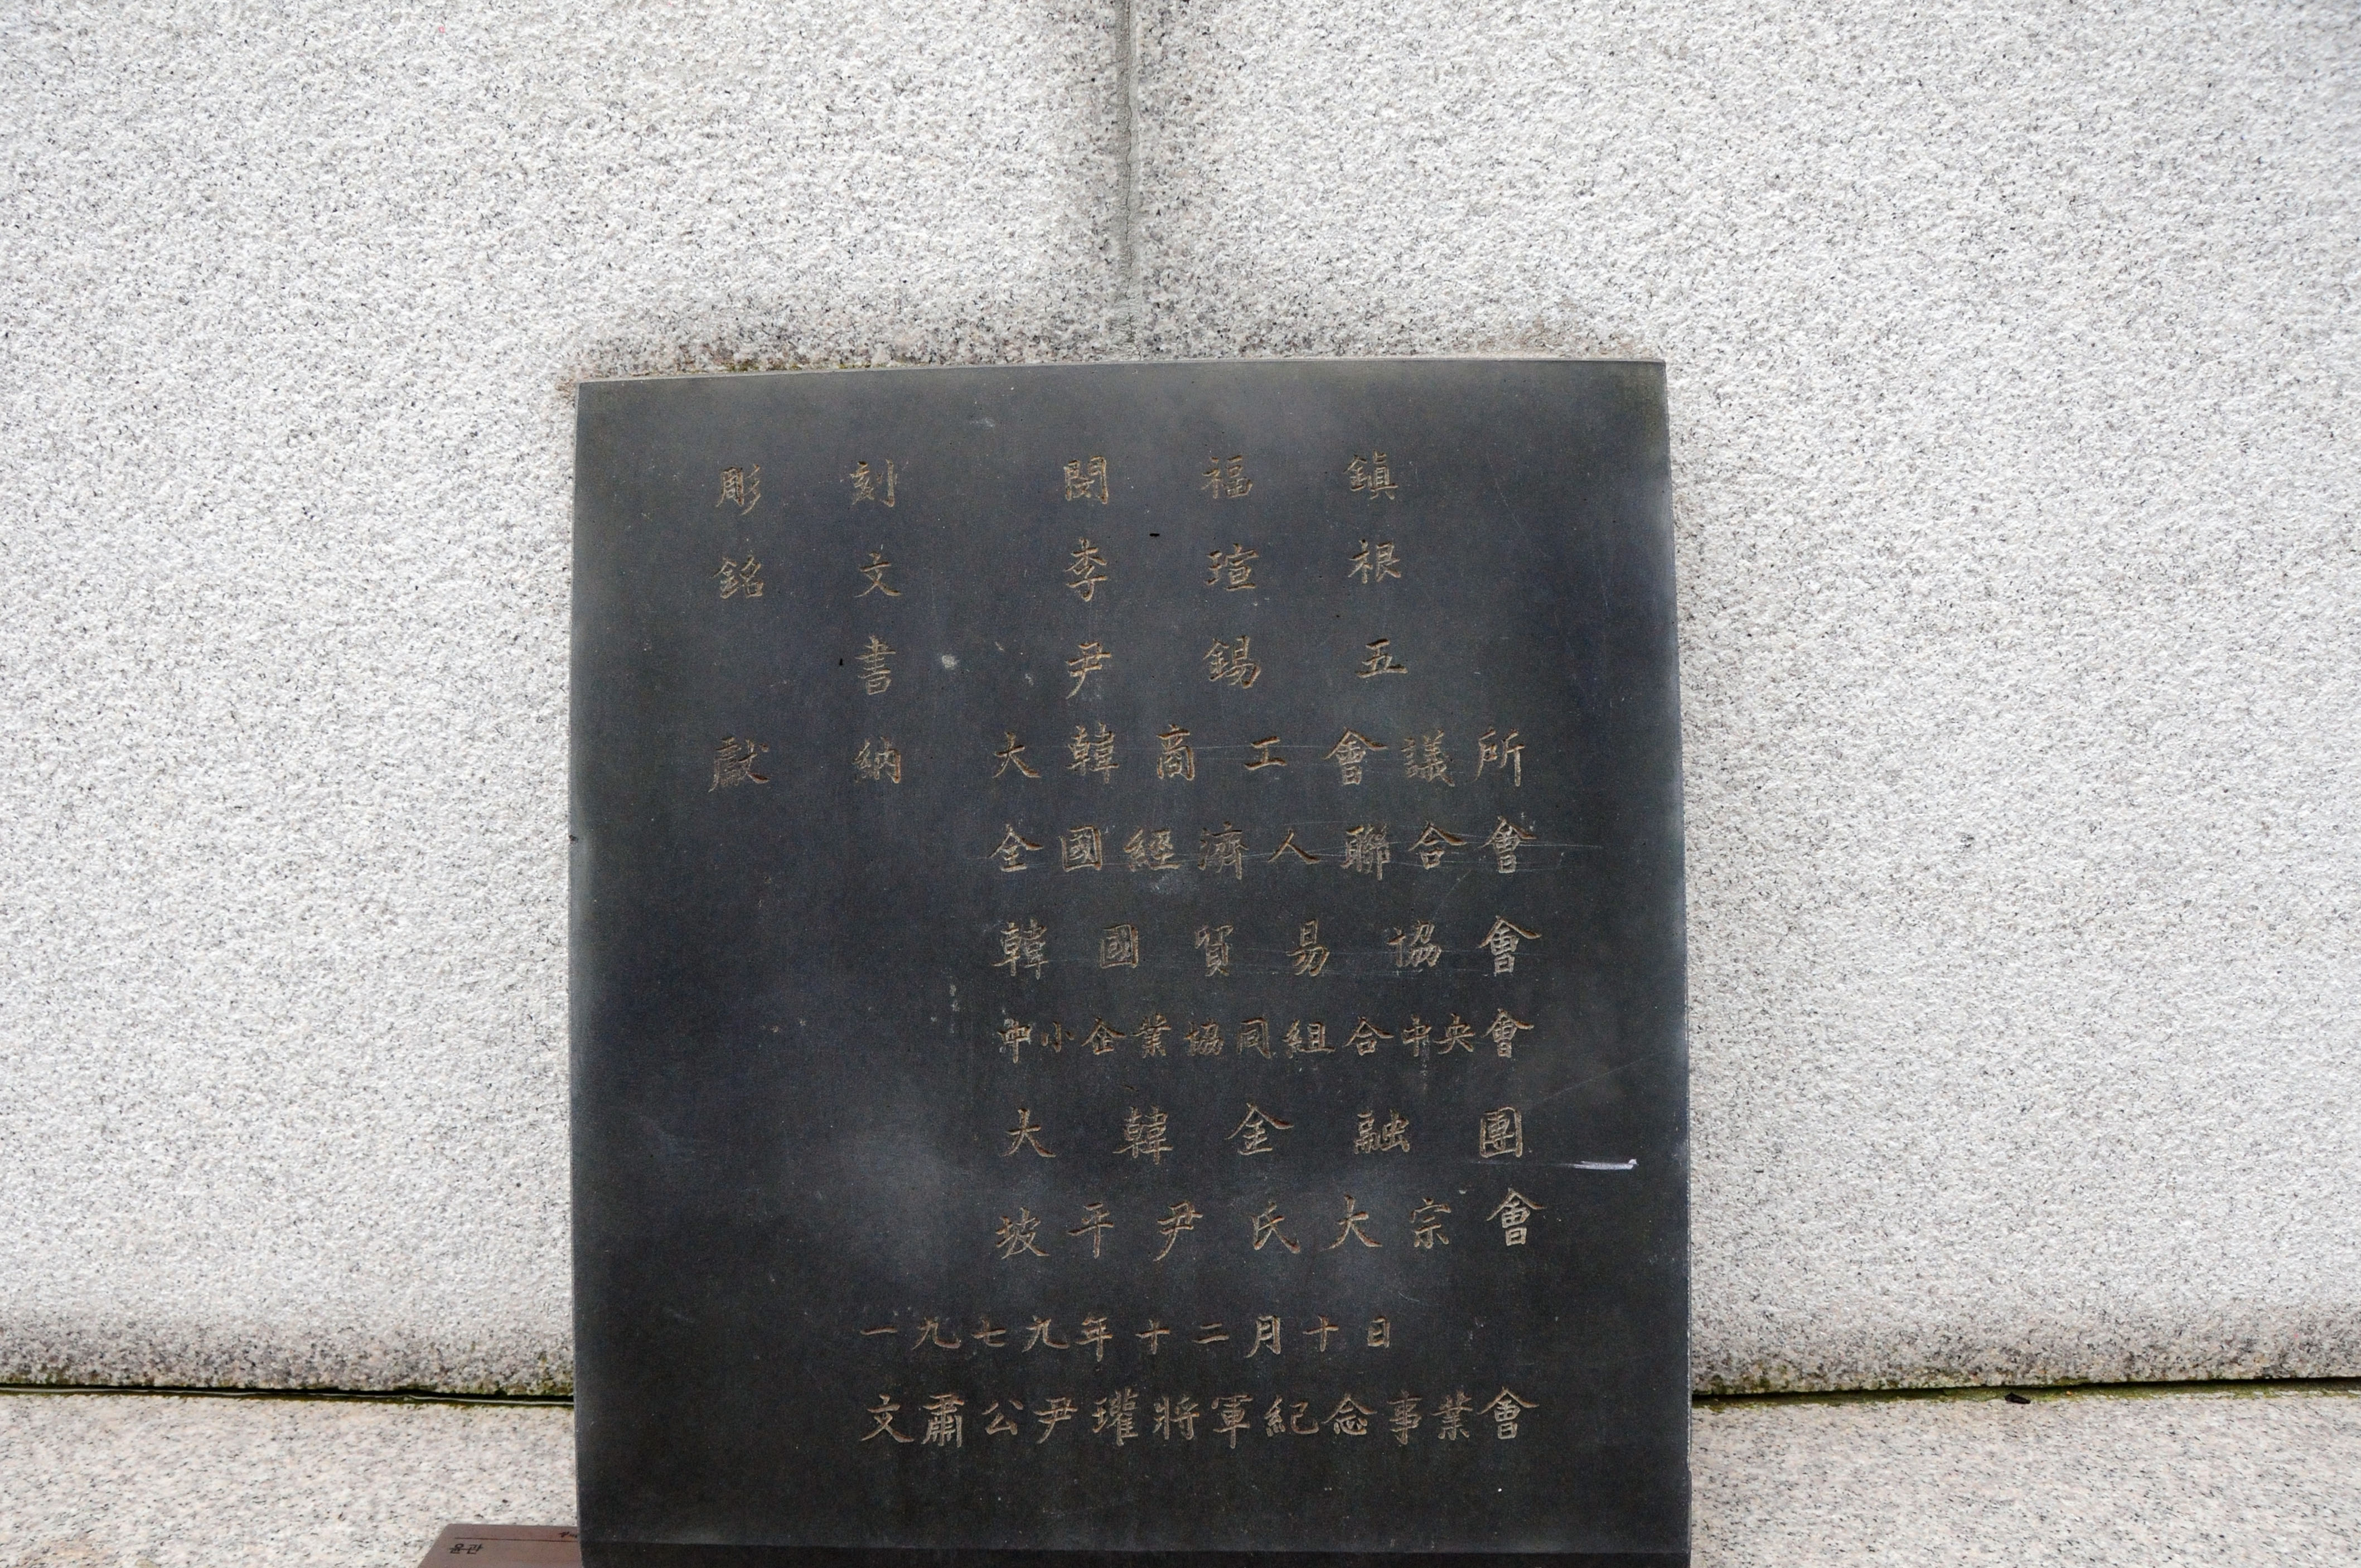 彫刻 閔福鎭
銘文 李瑄根
書 尹錫五
獻納 大韓商工會議所
全國經濟人聯合會
韓國貿易協會
中小企業協同組合中央會
大韓金融團
坡平尹氏大宗會
一九七九年十二月十日
文肅公尹瓘將軍紀念事業會
윤관